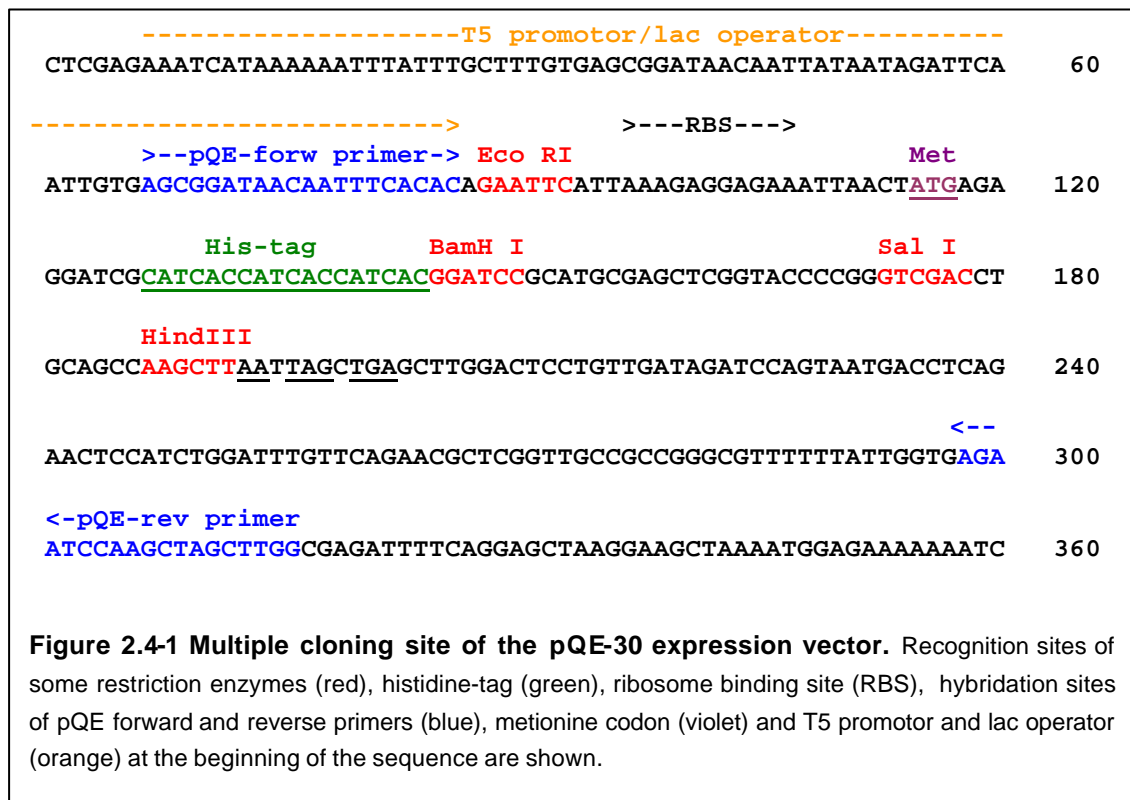 --------------------T5 promotor/lac operator----------
CTCGAGAAATCATAAAAAATTTATTTGCTTTGTGAGCGGATAACAATTATAATAGATTCA 60
--------------------------> >---RBS--->
>--pQE-forw primer-> Eco RI Met
ATTGTGAGCGGATAACAATTTCACACAGAATTCATTAAAGAGGAGAAATTAACTATGAGA 120
His-tag BamH I Sal I
GGATCGCATCACCATCACCATCACGGATCCGCATGCGAGCTCGGTACCCCGGGTCGACCT 180
HindIII
GCAGCCAAGCTTAATTAGCTGAGCTTGGACTCCTGTTGATAGATCCAGTAATGACCTCAG 240
<--
AACTCCATCTGGATTTGTTCAGAACGCTCGGTTGCCGCCGGGCGTTTTTTATTGGTGAGA 300
<-pQE-rev primer
ATCCAAGCTAGCTTGGCGAGATTTTCAGGAGCTAAGGAAGCTAAAATGGAGAAAAAAATC 360
Figure 2.4-1 Multiple cloning site of the pQE-30 expression vector. Recognition sites of
some restriction enzymes (red), histidine-tag (green), ribosome binding site (RBS), hybridation sites
of pQE forward and reverse primers (blue), metionine codon (violet) and T5 promotor and lac operator
(orange) at the beginning of the sequence are shown.